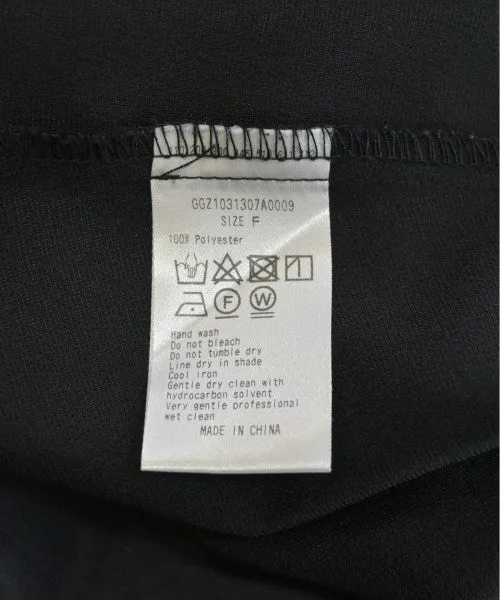 GGZ1031307A0009
SIZE F
100% Polyester
F W
Hand wash
Do not bleach
Do not tumble dry
Line dry in shade
Cool iron
Gentle dry clean with
hydrocarbon solvent
Very gentle professional
wet clean
MADE IN CHINA